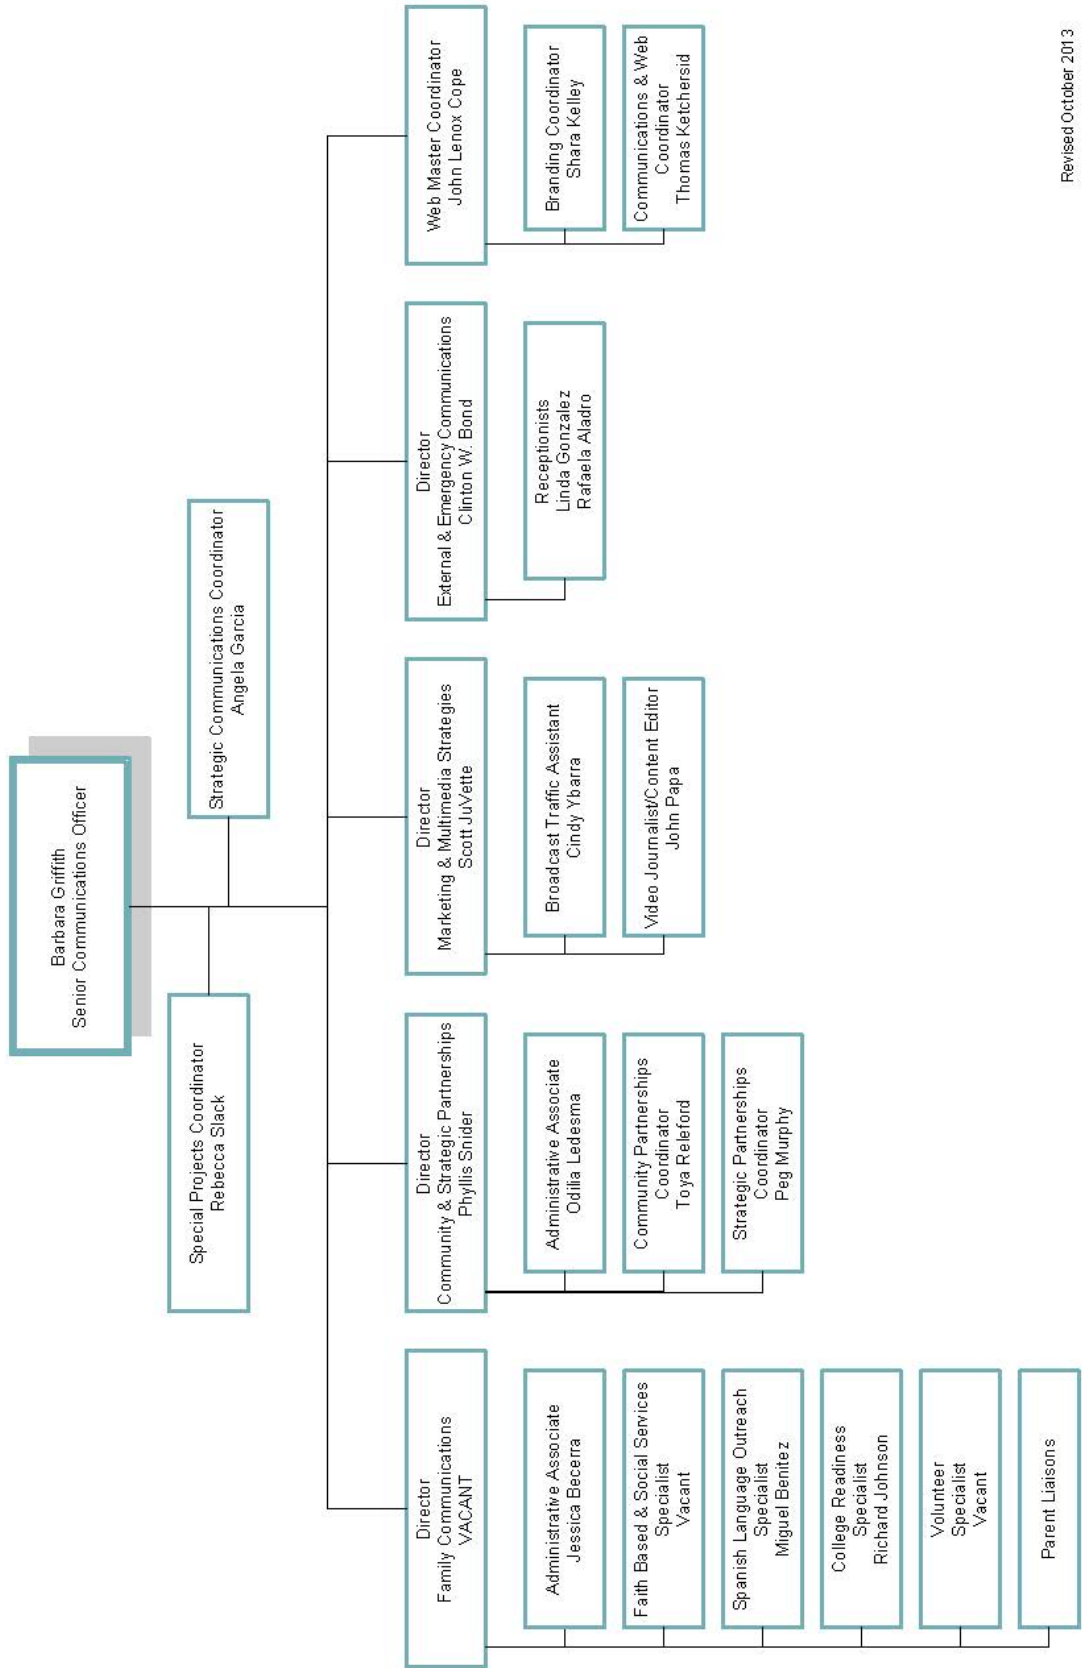 Barbara Griffith
Senior Communications Officer
Special Projects Coordinator
Rebecca Slack
Strategic Communications Coordinator
Angela Garcia
Director
Family Communications
VACANT
Administrative Associate
Jessica Becerra
Faith Based & Social Services
Specialist
Vacant
Spanish Language Outreach
Specialist
Miguel Benitez
College Readiness
Specialist
Richard Johnson
Volunteer
Specialist
Vacant
Parent Liaisons
Director
Community & Strategic Partnerships
Phyllis Snider
Administrative Associate
Odilia Ledesma
Community Partnerships
Coordinator
Toya Releford
Strategic Partnerships
Coordinator
Peg Murphy
Director
Marketing & Multimedia Strategies
Scott JuVette
Broadcast Traffic Assistant
Cindy Ybarra
Video Journalist/Content Editor
John Papa
Director
External & Emergency Communications
Clinton W. Bond
Receptionists
Linda Gonzalez
Rafaela Aladro
Web Master Coordinator
John Lenox Cope
Branding Coordinator
Shara Kelley
Communications & Web
Coordinator
Thomas Ketchersid
Revised October 2013